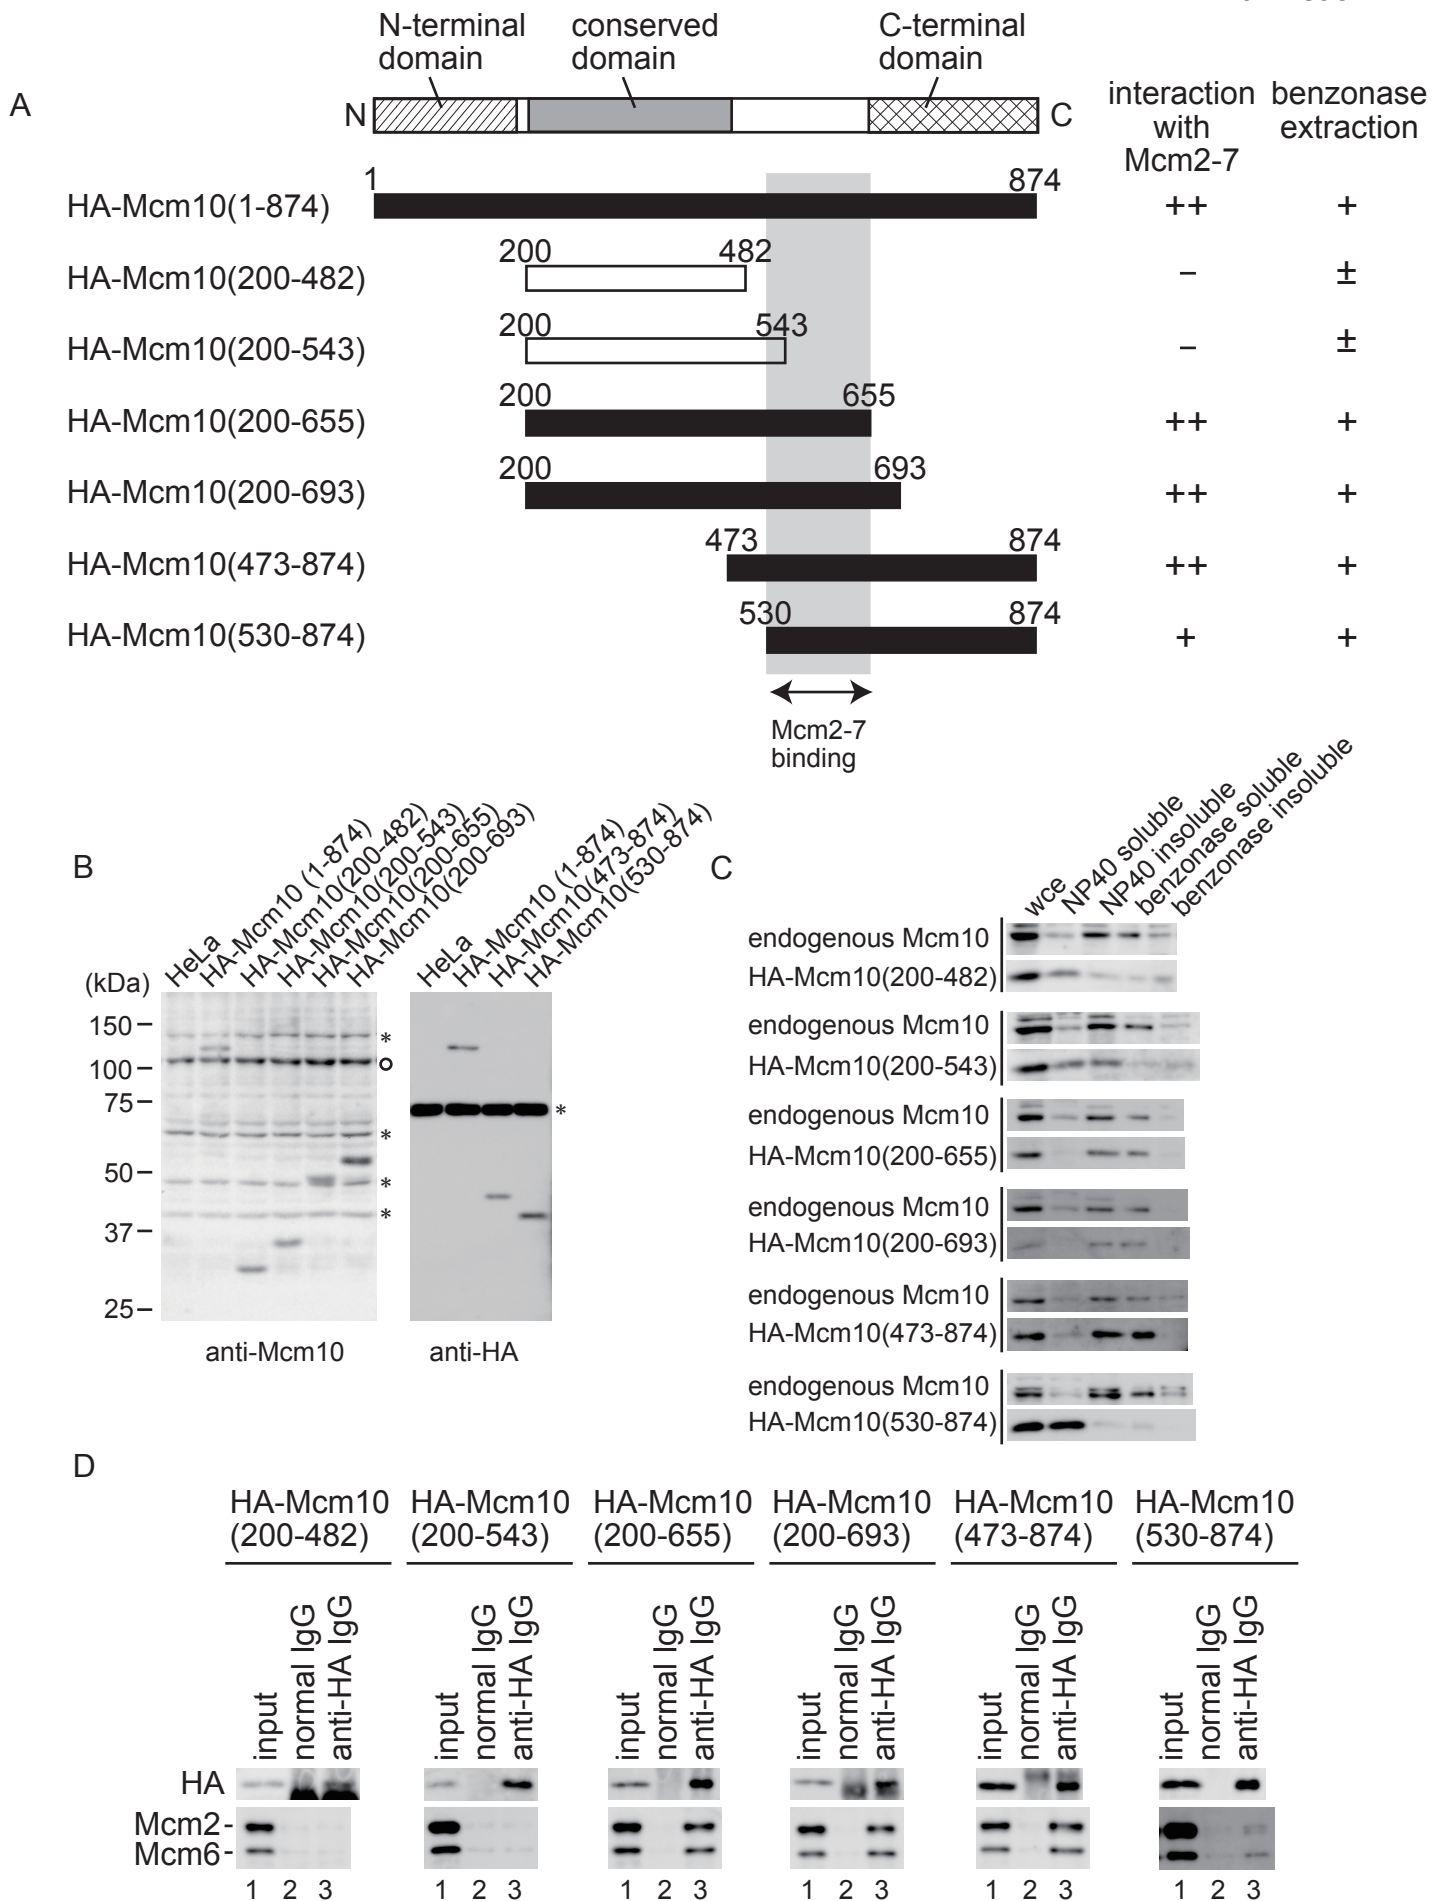 N-terminal
domain
conserved
domain
C-terminal
domain
A
N
C
interaction
with
Mcm2-7
benzonase
extraction
1
874
HA-Mcm10(1-874)
++
+
200
482
HA-Mcm10(200-482)
–
±
200
543
HA-Mcm10(200-543)
–
±
200
655
HA-Mcm10(200-655)
++
+
200
693
HA-Mcm10(200-693)
++
+
473
874
HA-Mcm10(473-874)
++
+
530
874
HA-Mcm10(530-874)
+
+
Mcm2-7
binding
B
HeLa
HA-Mcm10 (1-874)
HA-Mcm10(200-482)
HA-Mcm10(200-543)
HA-Mcm10(200-655)
HA-Mcm10(200-693)
HeLa
HA-Mcm10 (1-874)
HA-Mcm10(473-874)
HA-Mcm10(530-874)
(kDa)
150
100
75
50
37
25
*
*
*
*
*
anti-Mcm10
anti-HA
C
wce
NP40 soluble
NP40 insoluble
benzonase soluble
benzonase insoluble
endogenous Mcm10
HA-Mcm10(200-482)
endogenous Mcm10
HA-Mcm10(200-543)
endogenous Mcm10
HA-Mcm10(200-655)
endogenous Mcm10
HA-Mcm10(200-693)
endogenous Mcm10
HA-Mcm10(473-874)
endogenous Mcm10
HA-Mcm10(530-874)
D
HA-Mcm10
(200-482)
HA-Mcm10
(200-543)
HA-Mcm10
(200-655)
HA-Mcm10
(200-693)
HA-Mcm10
(473-874)
HA-Mcm10
(530-874)
input
normal IgG
anti-HA IgG
input
normal IgG
anti-HA IgG
input
normal IgG
anti-HA IgG
input
normal IgG
anti-HA IgG
input
normal IgG
anti-HA IgG
input
normal IgG
anti-HA IgG
HA
Mcm2-
Mcm6-
1 2 3
1 2 3
1 2 3
1 2 3
1 2 3
1 2 3